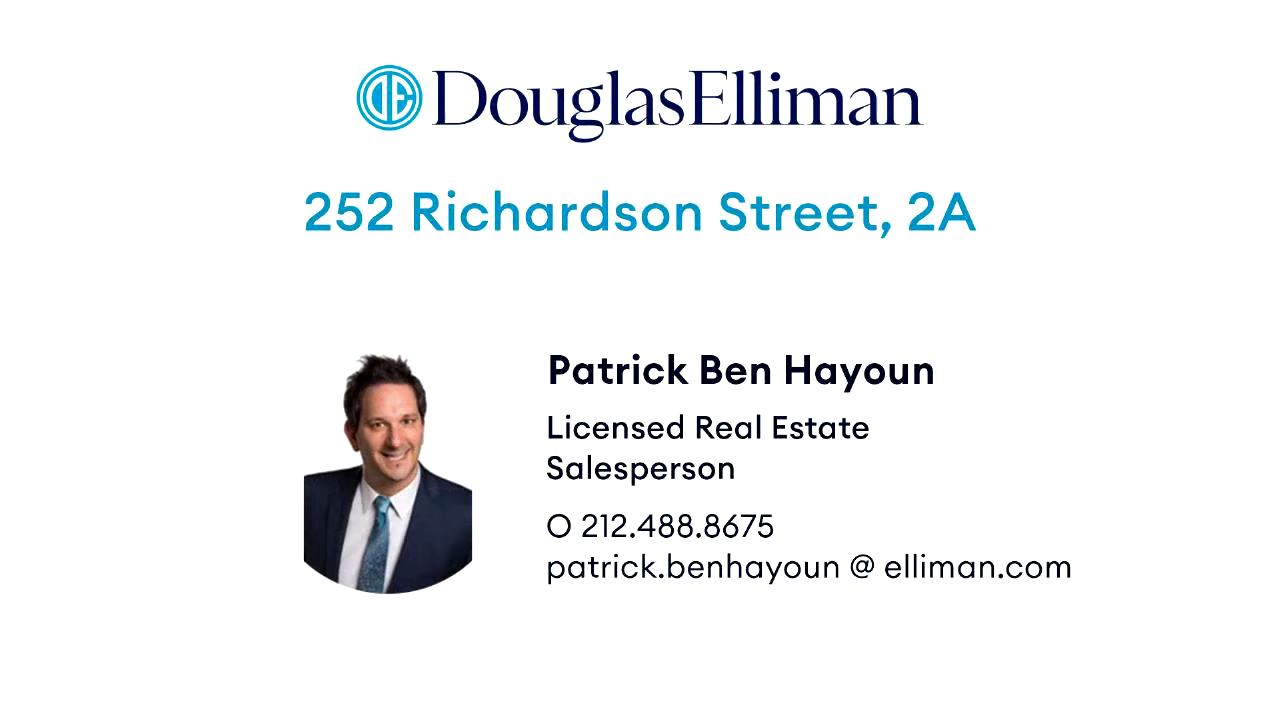 DE DouglasElliman
252 Richardson Street, 2A
Patrick Ben Hayoun
Licensed Real Estate
Salesperson
O 212.488.8675
patrick.benhayoun @ elliman.com